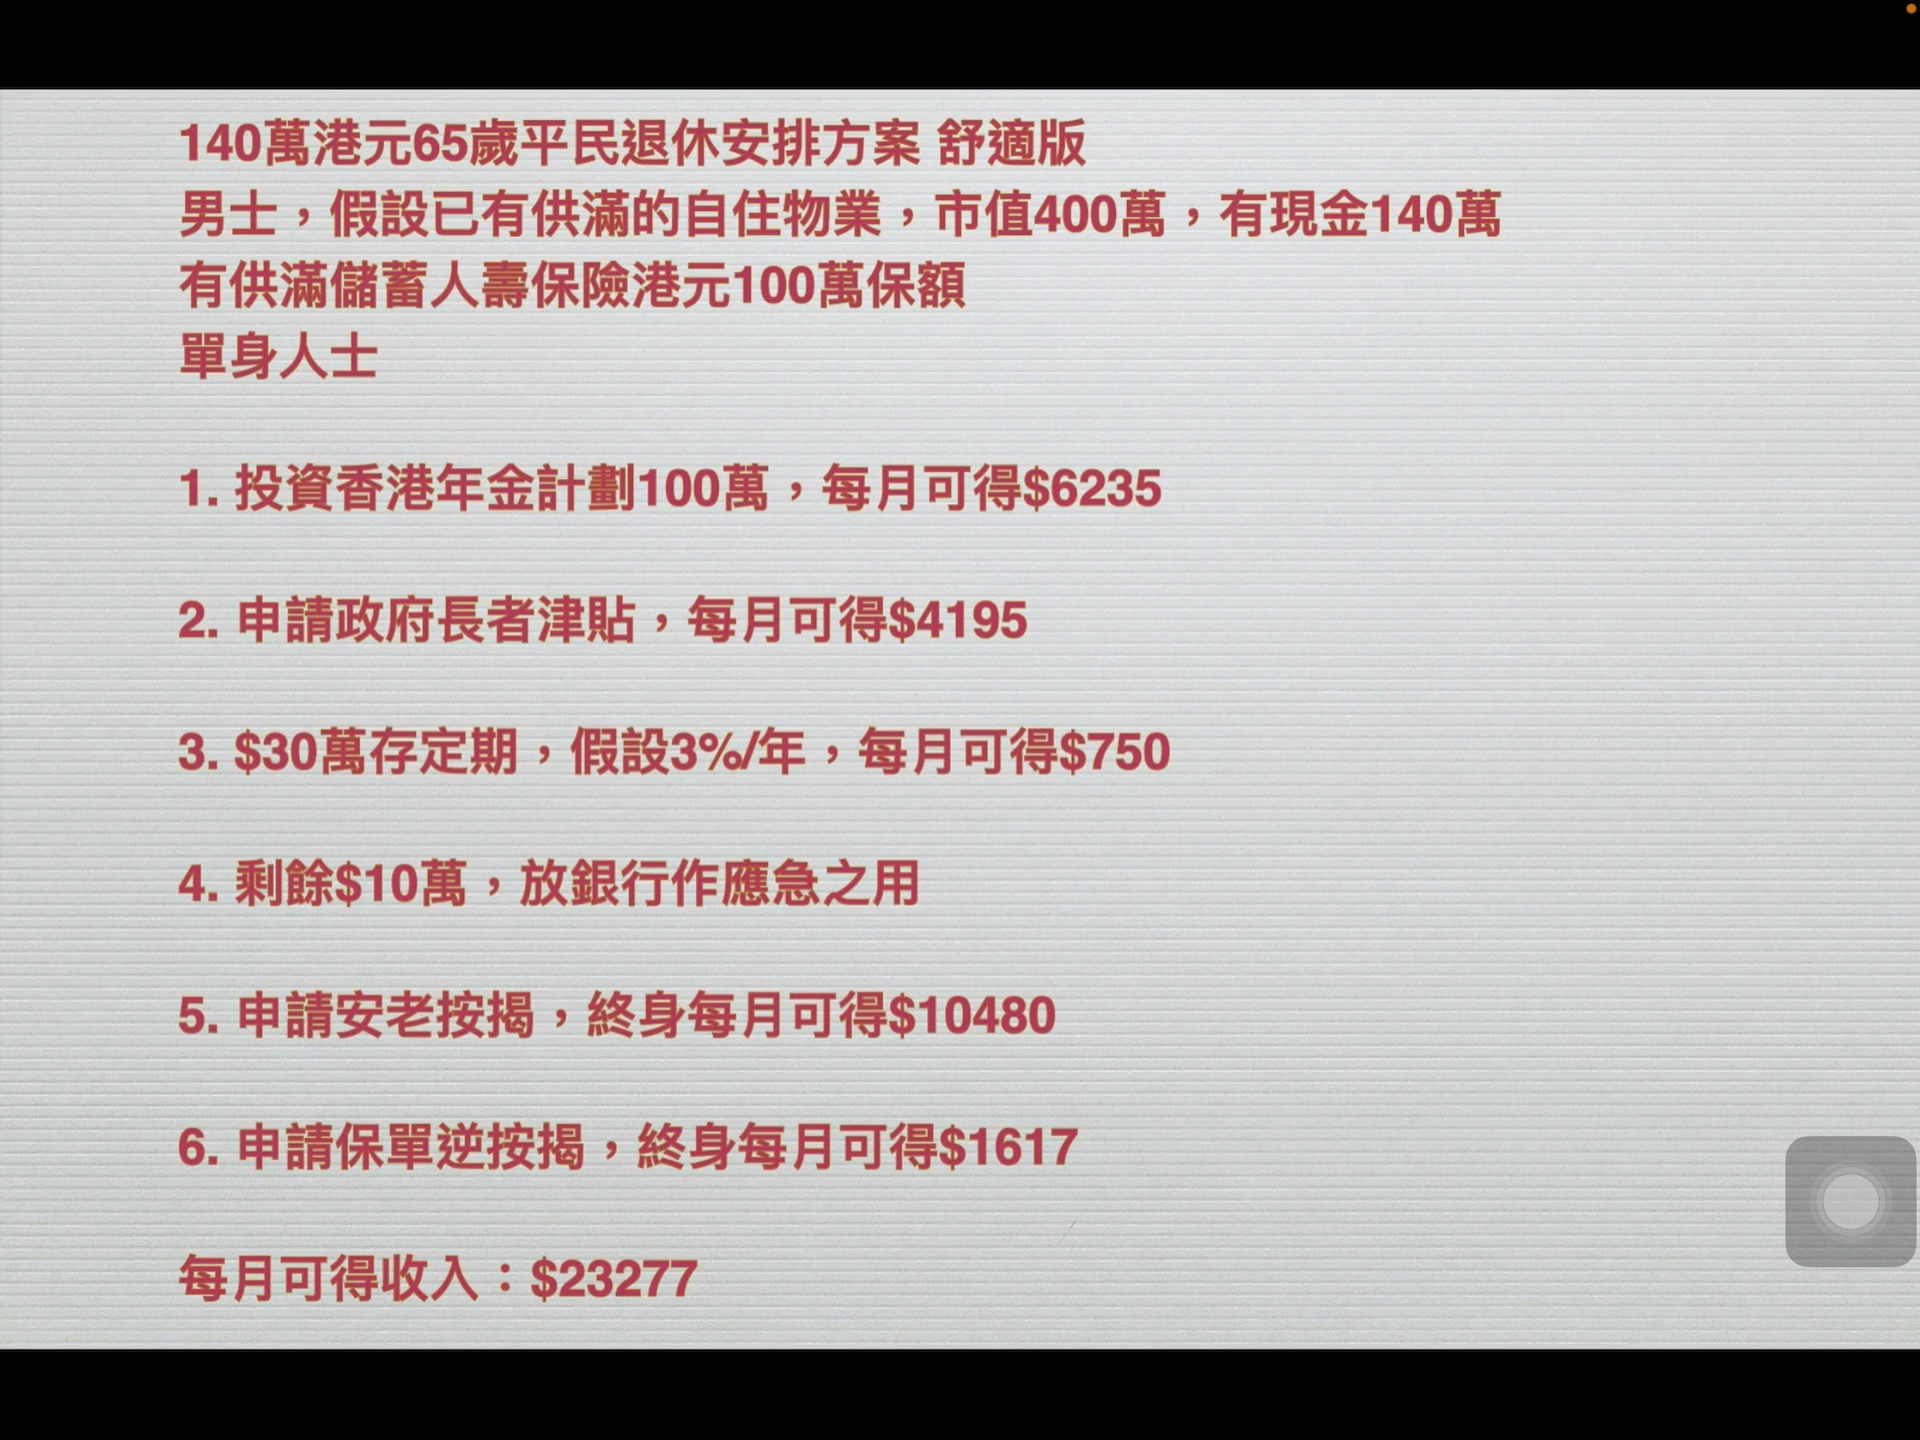 140萬港元65歲平民退休安排方案 舒適版
男士，假設已有供滿的自住物業，市值400萬，有現金140萬
有供滿儲蓄人壽保險港元100萬保額
單身人士
1. 投資香港年金計劃100萬，每月可得$6235
2. 申請政府長者津貼，每月可得$4195
3. $30萬存定期，假設3%/年，每月可得$750
4. 剩餘$10萬，放銀行作應急之用
5. 申請安老按揭，終身每月可得$10480
6. 申請保單逆按揭，終身每月可得$1617
每月可得收入：$23277